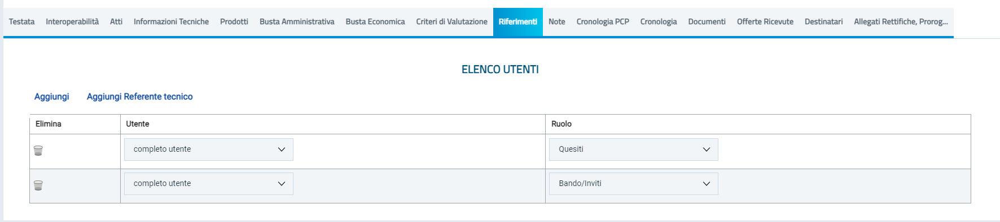 Testata Interoperabilità Atti Informazioni Tecniche Prodotti Busta Amministrativa Busta Economica Criteri di Valutazione Riferimenti Note Cronologia PCP Cronologia Documenti Offerte Ricevute Destinatari Allegati Rettifiche, Prorog...
ELENCO UTENTI
Aggiungi Aggiungi Referente tecnico
Elimina Utente Ruolo
completo utente Quesiti
completo utente Bando/Inviti